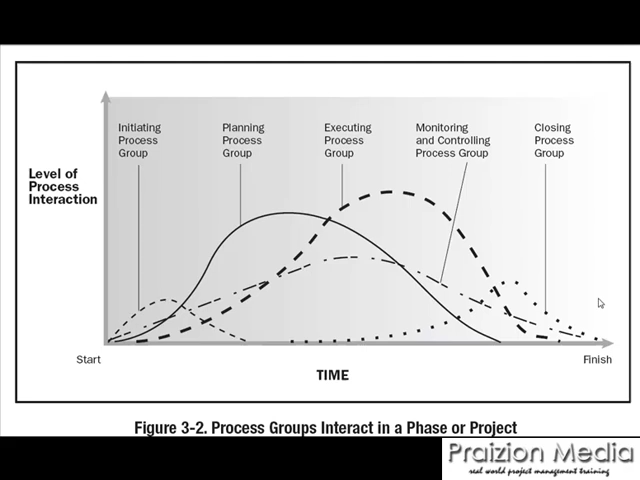 Initiating
Process
Group
Planning
Process
Group
Executing
Process
Group
Monitoring
and Controlling
Process Group
Closing
Process
Group
Level of
Process
Interaction
Start
Finish
TIME
Figure 3-2. Process Groups Interact in a Phase or Project
Praizion Media
real world project management training